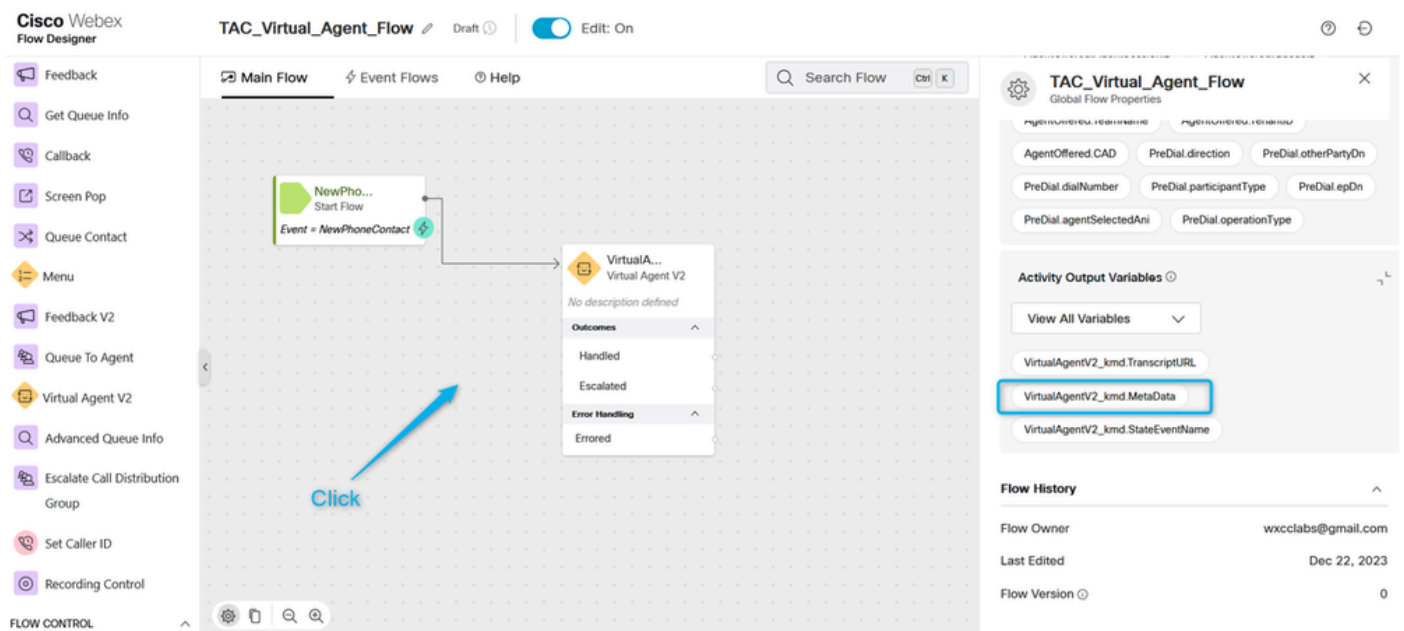 Cisco Webex
Flow Designer
TAC_Virtual_Agent_Flow
Draft
Edit: On
Feedback
Get Queue Info
Callback
Screen Pop
Queue Contact
Menu
Feedback V2
Queue To Agent
Virtual Agent V2
Advanced Queue Info
Escalate Call Distribution
Group
Set Caller ID
Recording Control
FLOW CONTROL
Main Flow
Event Flows
Help
Search Flow
Ctrl K
NewPho...
Start Flow
Event = NewPhoneContact
VirtualA...
Virtual Agent V2
No description defined
Outcomes
Handled
Escalated
Error Handling
Errored
Click
TAC_Virtual_Agent_Flow
Global Flow Properties
AgentOffered.TeamName AgentOffered.TenantID
AgentOffered.CAD PreDial.direction PreDial.otherPartyDn
PreDial.dialNumber PreDial.participantType PreDial.epDn
PreDial.agentSelectedAni PreDial.operationType
Activity Output Variables
View All Variables
VirtualAgentV2_kmd.TranscriptURL
VirtualAgentV2_kmd.MetaData
VirtualAgentV2_kmd.StateEventName
Flow History
Flow Owner wxcclabs@gmail.com
Last Edited Dec 22, 2023
Flow Version 0